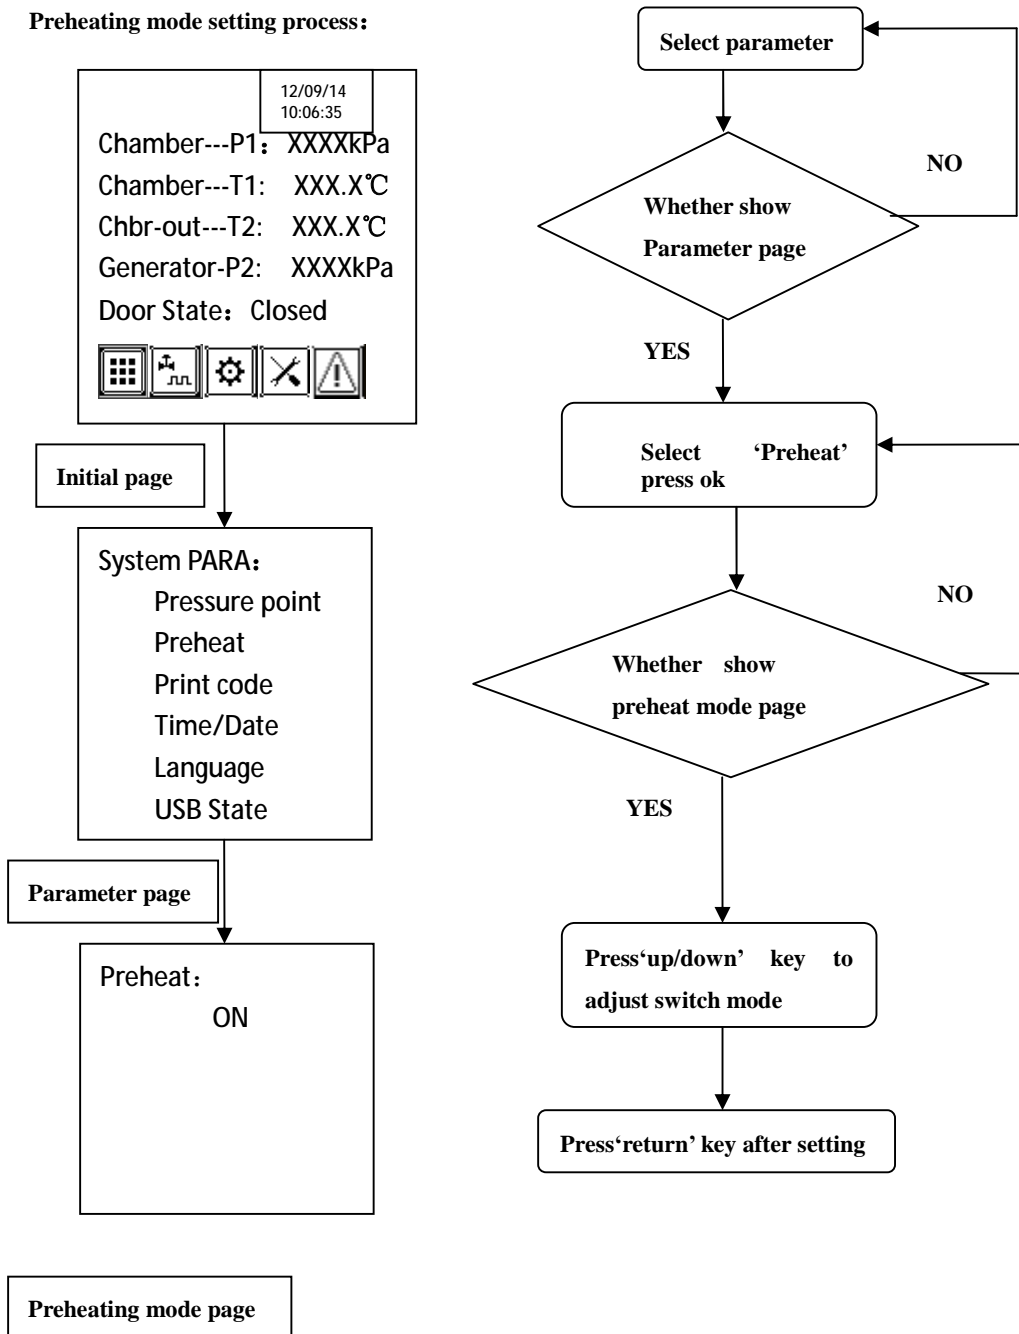 Preheating mode setting process：
12/09/14
10:06:35
Chamber---P1：XXXXkPa
Chamber---T1: XXX.X℃
Chbr-out---T2: XXX.X℃
Generator-P2: XXXXkPa
Door State：Closed
Initial page
System PARA：
Pressure point
Preheat
Print code
Time/Date
Language
USB State
Parameter page
Preheat：
ON
Preheating mode page
Select parameter
NO
Whether show
Parameter page
YES
Select ‘Preheat’
press ok
NO
Whether show
preheat mode page
YES
Press‘up/down’ key to
adjust switch mode
Press‘return’ key after setting